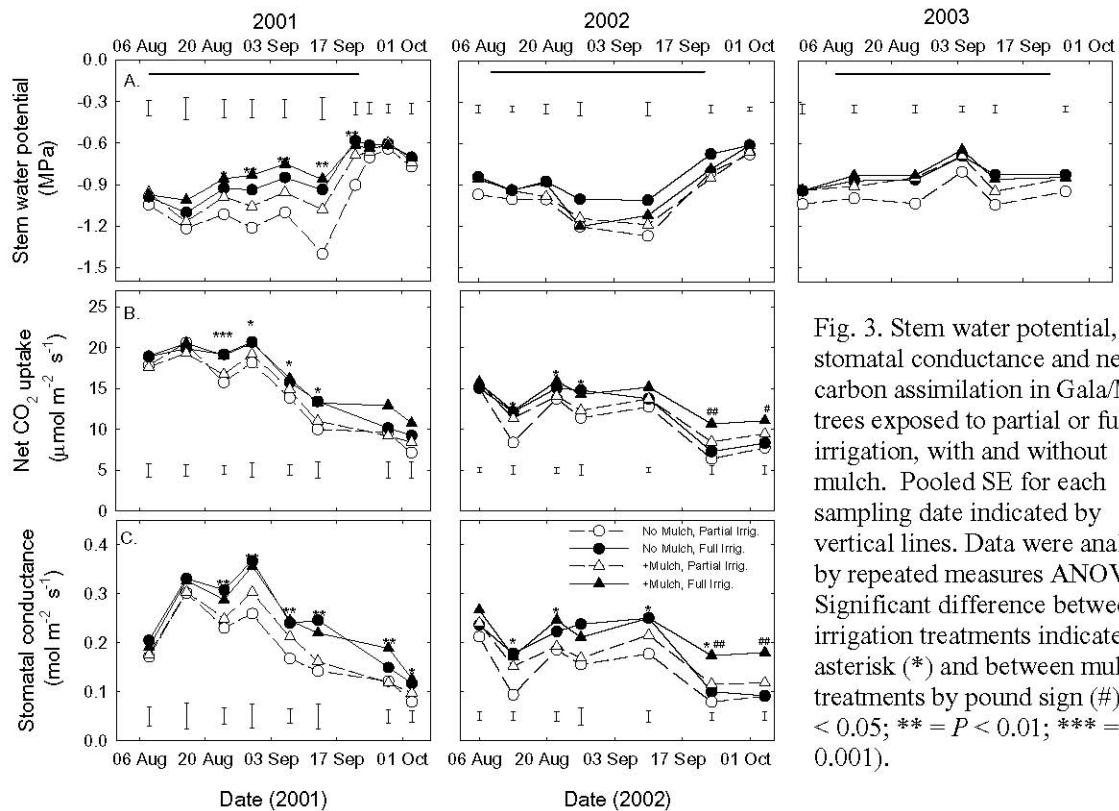 2001
2002
2003
06 Aug 20 Aug 03 Sep 17 Sep 01 Oct
06 Aug 20 Aug 03 Sep 17 Sep 01 Oct
06 Aug 20 Aug 03 Sep 17 Sep 01 Oct
0.0
-0.3
-0.6
-0.9
-1.2
-1.5
Stem water potential
(MPa)
A.
*
**
**
**
**
25
20
15
10
5
0
Net CO2 uptake
(μmol m-2 s-1)
B.
***
*
*
*
*
*
*
##
#
0.4
0.3
0.2
0.1
0.0
Stomatal conductance
(mol m-2 s-1)
C.
**
**
**
**
**
*
No Mulch, Partial Irrig.
No Mulch, Full Irrig.
+Mulch, Partial Irrig.
+Mulch, Full Irrig.
*
*
*
* ##
##
06 Aug 20 Aug 03 Sep 17 Sep 01 Oct
06 Aug 20 Aug 03 Sep 17 Sep 01 Oct
Date (2001)
Date (2002)
Fig. 3. Stem water potential,
stomatal conductance and ne
carbon assimilation in Gala/M
trees exposed to partial or fu
irrigation, with and without
mulch. Pooled SE for each
sampling date indicated by
vertical lines. Data were anal
by repeated measures ANOV
Significant difference betwee
irrigation treatments indicate
asterisk (*) and between mul
treatments by pound sign (#)
< 0.05; ** = P < 0.01; *** =
0.001).